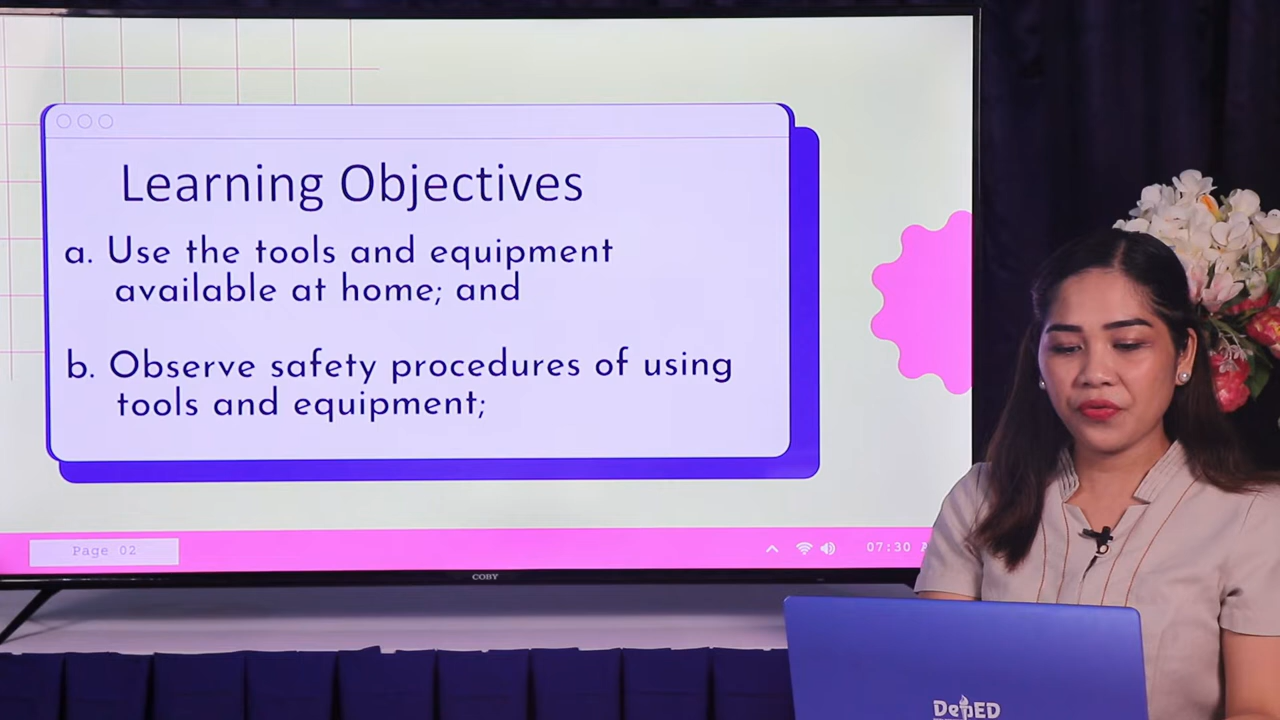 Learning Objectives
a. Use the tools and equipment
available at home; and
b. Observe safety procedures of using
tools and equipment;
Page 02
07:30
COBY
DepED